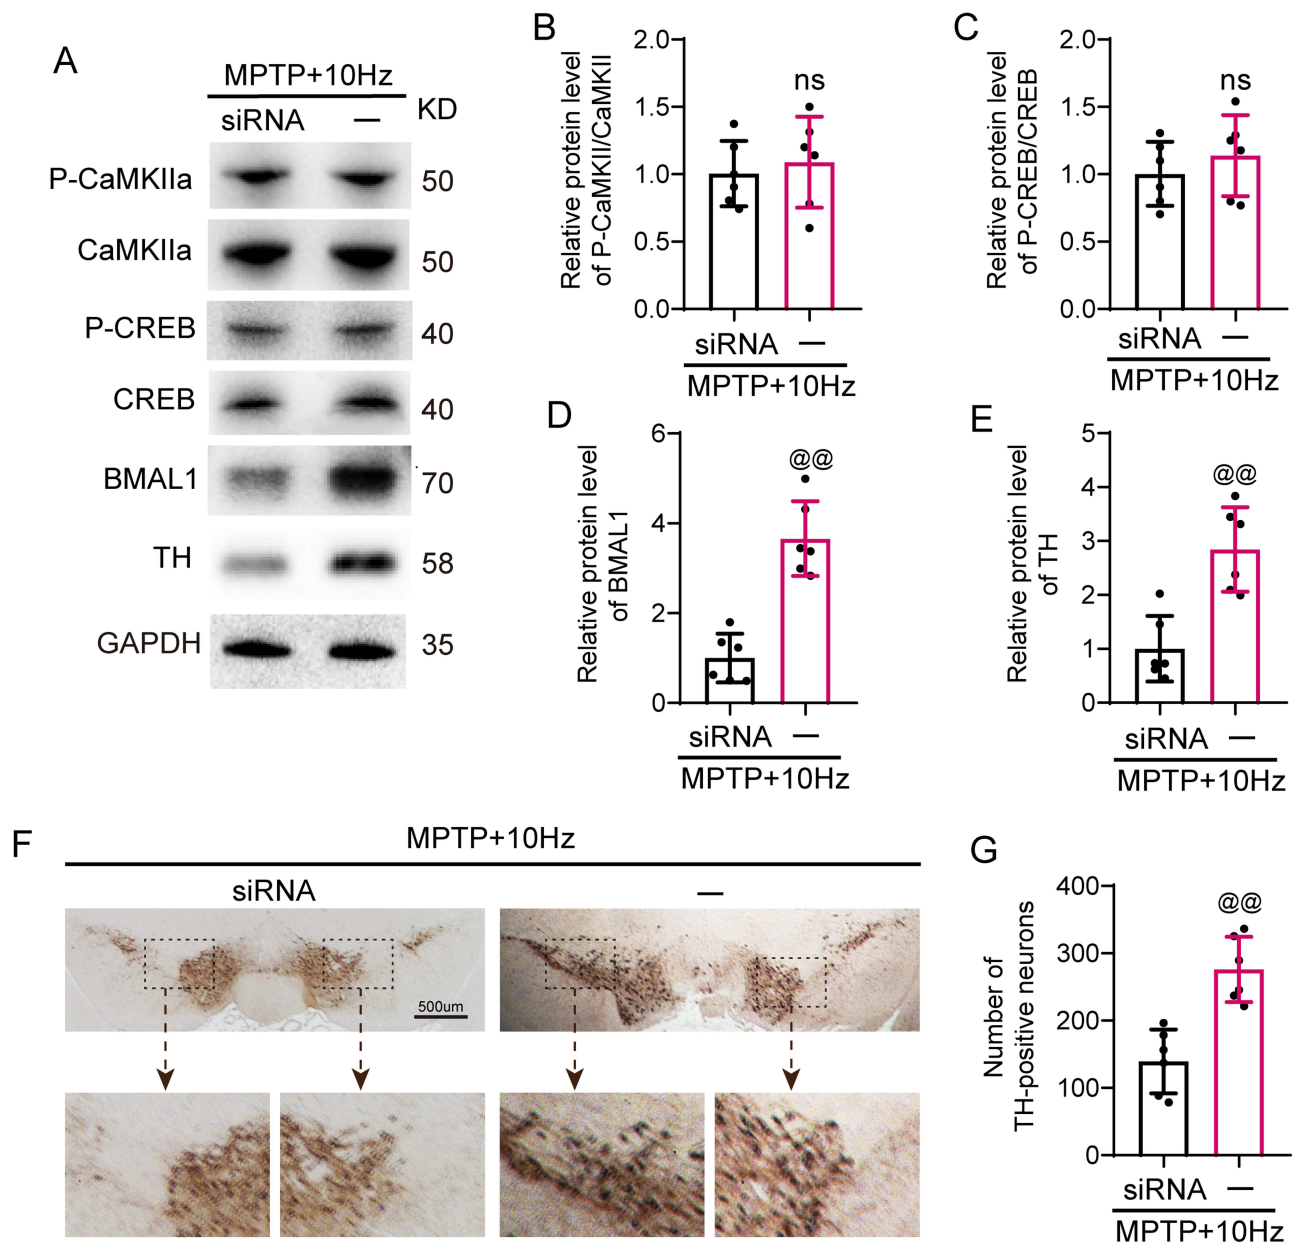 A
MPTP+10Hz
siRNA —
KD
P-CaMKIIa 50
CaMKIIa 50
P-CREB 40
CREB 40
BMAL1 70
TH 58
GAPDH 35
B
Relative protein level
of P-CaMKII/CaMKII
2.0
1.5
1.0
0.5
0.0
ns
siRNA —
MPTP+10Hz
C
Relative protein level
of P-CREB/CREB
2.0
1.5
1.0
0.5
0.0
ns
siRNA —
MPTP+10Hz
D
Relative protein level
of BMAL1
6
4
2
0
@@
siRNA —
MPTP+10Hz
E
Relative protein level
of TH
5
4
3
2
1
0
@@
siRNA —
MPTP+10Hz
F
MPTP+10Hz
siRNA —
500um
G
Number of
TH-positive neurons
400
300
200
100
0
@@
siRNA —
MPTP+10Hz